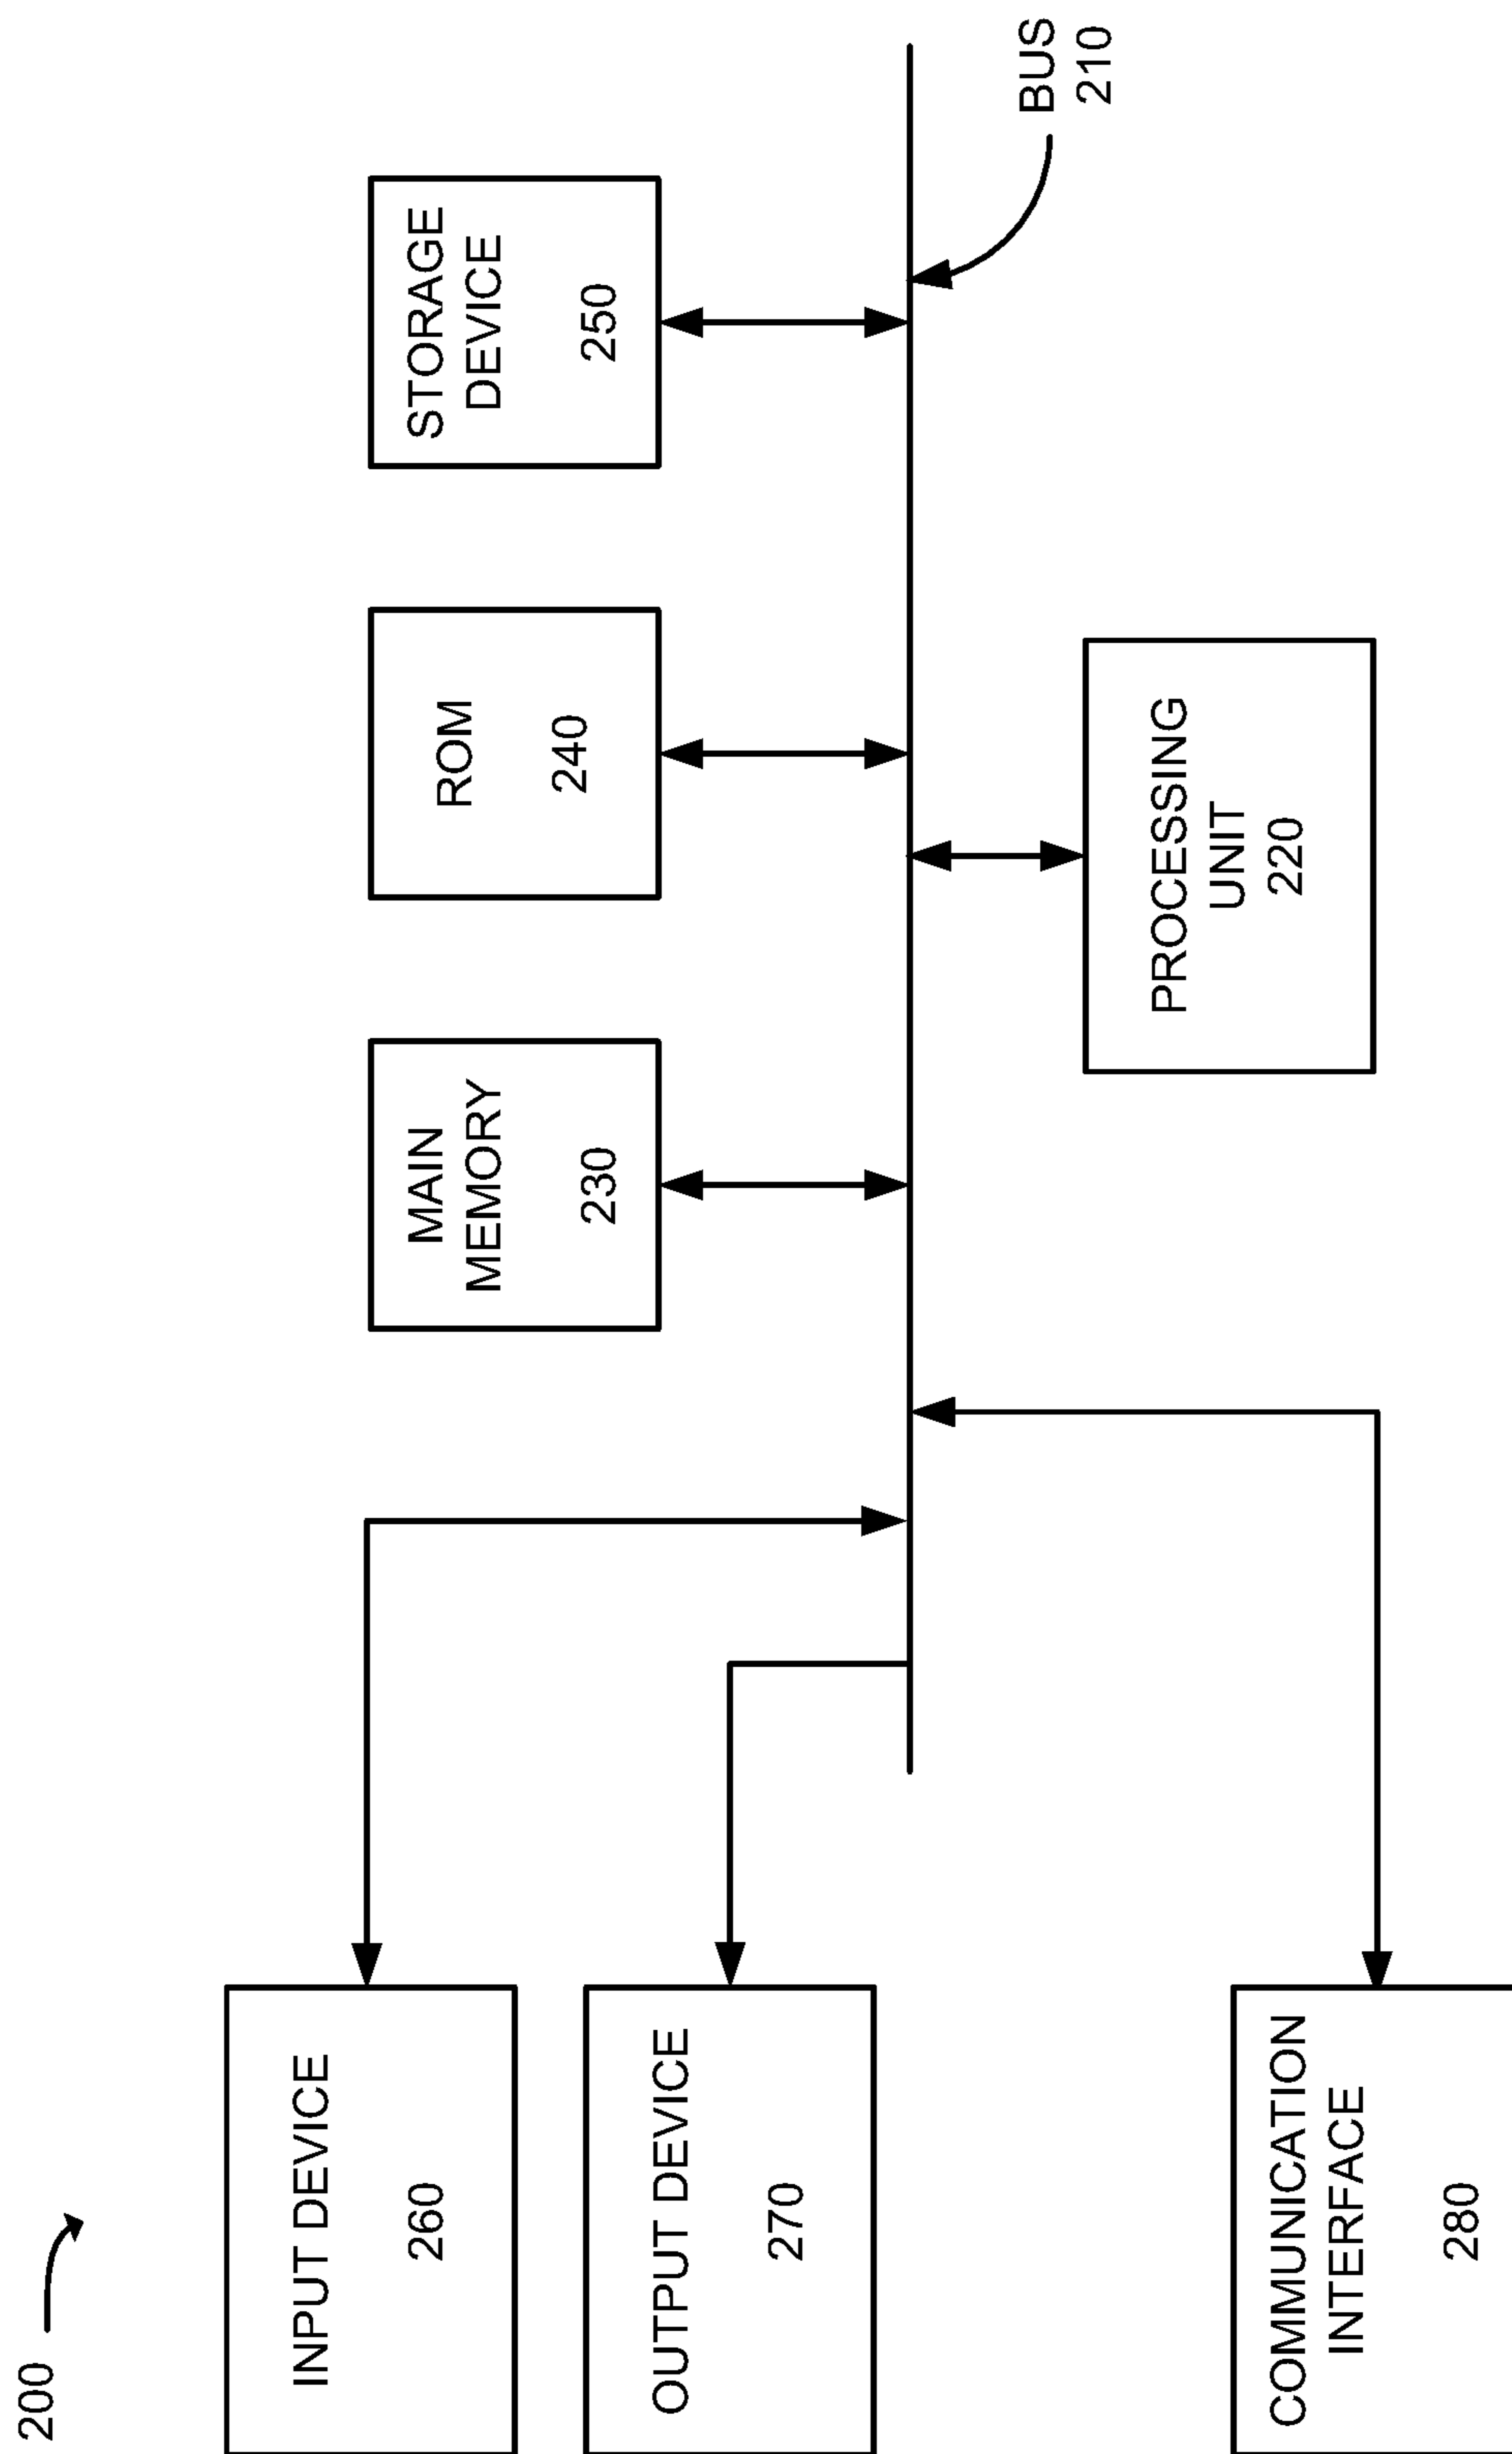 200
INPUT DEVICE
260
OUTPUT DEVICE
270
COMMUNICATION
INTERFACE
280
MAIN
MEMORY
230
ROM
240
STORAGE
DEVICE
250
PROCESSING
UNIT
220
BUS
210